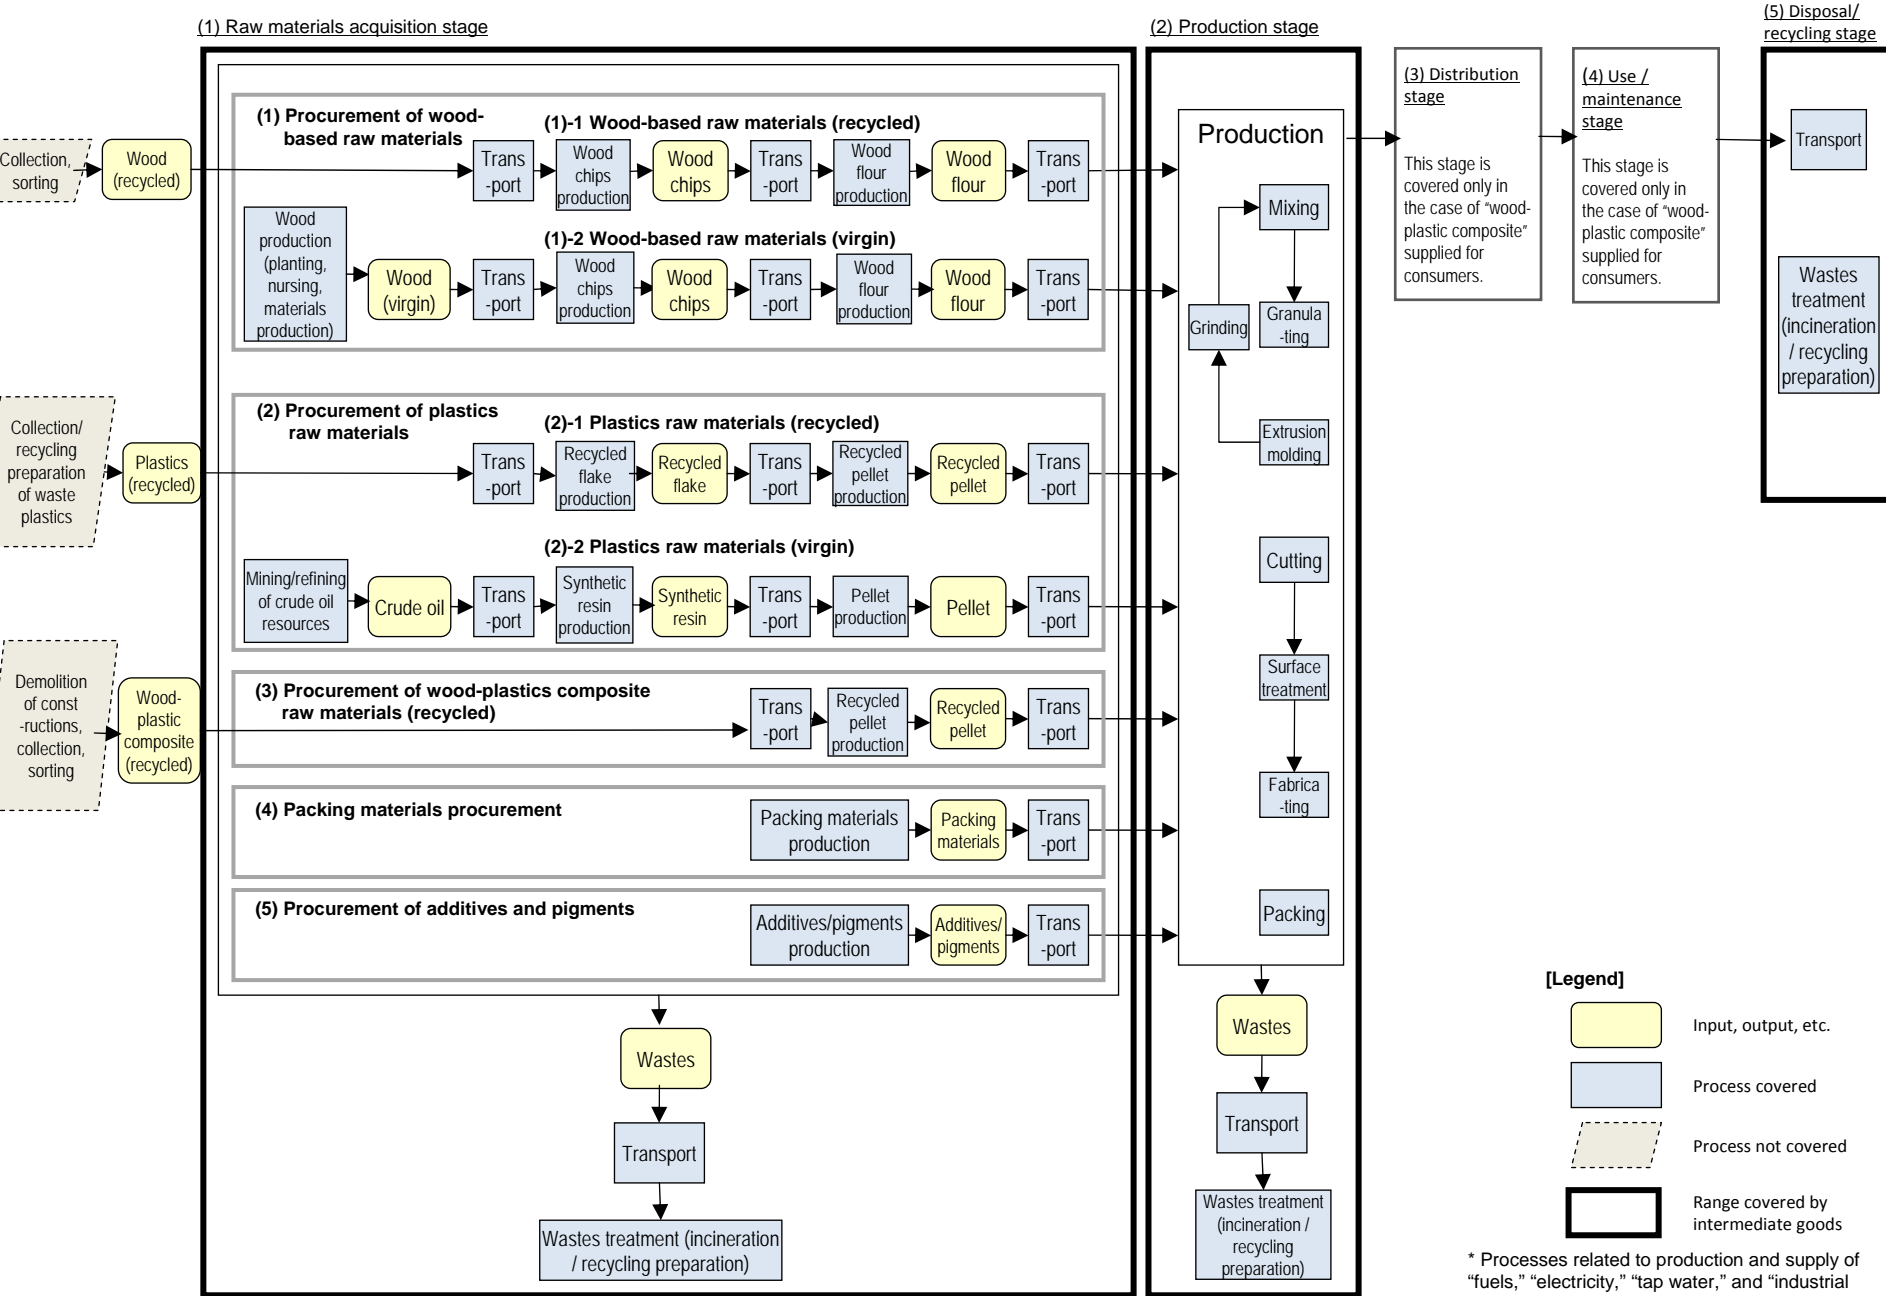 (1) Raw materials acquisition stage
(2) Production stage
(5) Disposal/
recycling stage
(3) Distribution
stage
This stage is
covered only in
the case of “wood-
plastic composite”
supplied for
consumers.
(4) Use /
maintenance
stage
This stage is
covered only in
the case of “wood-
plastic composite”
supplied for
consumers.
Transport
Wastes
treatment
(incineration
/ recycling
preparation)
Collection,
sorting
Wood
(recycled)
(1) Procurement of wood-
based raw materials
(1)-1 Wood-based raw materials (recycled)
Trans
-port
Wood
chips
production
Wood
chips
Trans
-port
Wood
flour
production
Wood
flour
Trans
-port
Wood
production
(planting,
nursing,
materials
production)
(1)-2 Wood-based raw materials (virgin)
Wood
(virgin)
Trans
-port
Wood
chips
production
Wood
chips
Trans
-port
Wood
flour
production
Wood
flour
Trans
-port
Collection/
recycling
preparation
of waste
plastics
Plastics
(recycled)
(2) Procurement of plastics
raw materials
(2)-1 Plastics raw materials (recycled)
Trans
-port
Recycled
flake
production
Recycled
flake
Trans
-port
Recycled
pellet
production
Recycled
pellet
Trans
-port
(2)-2 Plastics raw materials (virgin)
Mining/refining
of crude oil
resources
Crude oil
Trans
-port
Synthetic
resin
production
Synthetic
resin
Trans
-port
Pellet
production
Pellet
Trans
-port
Demolition
of const
-ructions,
collection,
sorting
Wood-
plastic
composite
(recycled)
(3) Procurement of wood-plastics composite
raw materials (recycled)
Trans
-port
Recycled
pellet
production
Recycled
pellet
Trans
-port
(4) Packing materials procurement
Packing materials
production
Packing
materials
Trans
-port
(5) Procurement of additives and pigments
Additives/pigments
production
Additives/
pigments
Trans
-port
Wastes
Transport
Wastes treatment (incineration
/ recycling preparation)
Production
Mixing
Grinding
Granula
-ting
Extrusion
molding
Cutting
Surface
treatment
Fabrica
-ting
Packing
Wastes
Transport
Wastes treatment
(incineration /
recycling
preparation)
[Legend]
Input, output, etc.
Process covered
Process not covered
Range covered by
intermediate goods
* Processes related to production and supply of
“fuels,” “electricity,” “tap water,” and “industrial